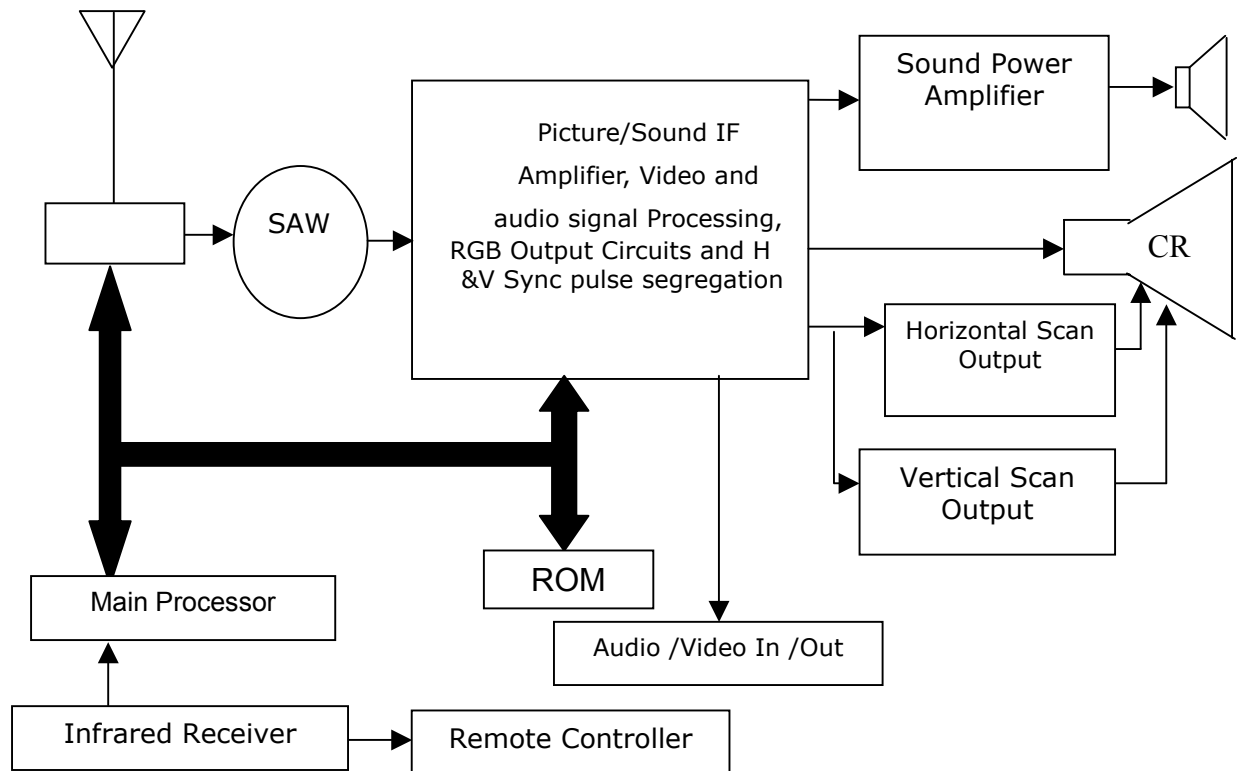 Sound Power
Amplifier
Picture/Sound IF
Amplifier, Video and
audio signal Processing,
RGB Output Circuits and H
&V Sync pulse segregation
SAW
CR
Horizontal Scan
Output
Vertical Scan
Output
ROM
Main Processor
Audio /Video In /Out
Infrared Receiver
Remote Controller